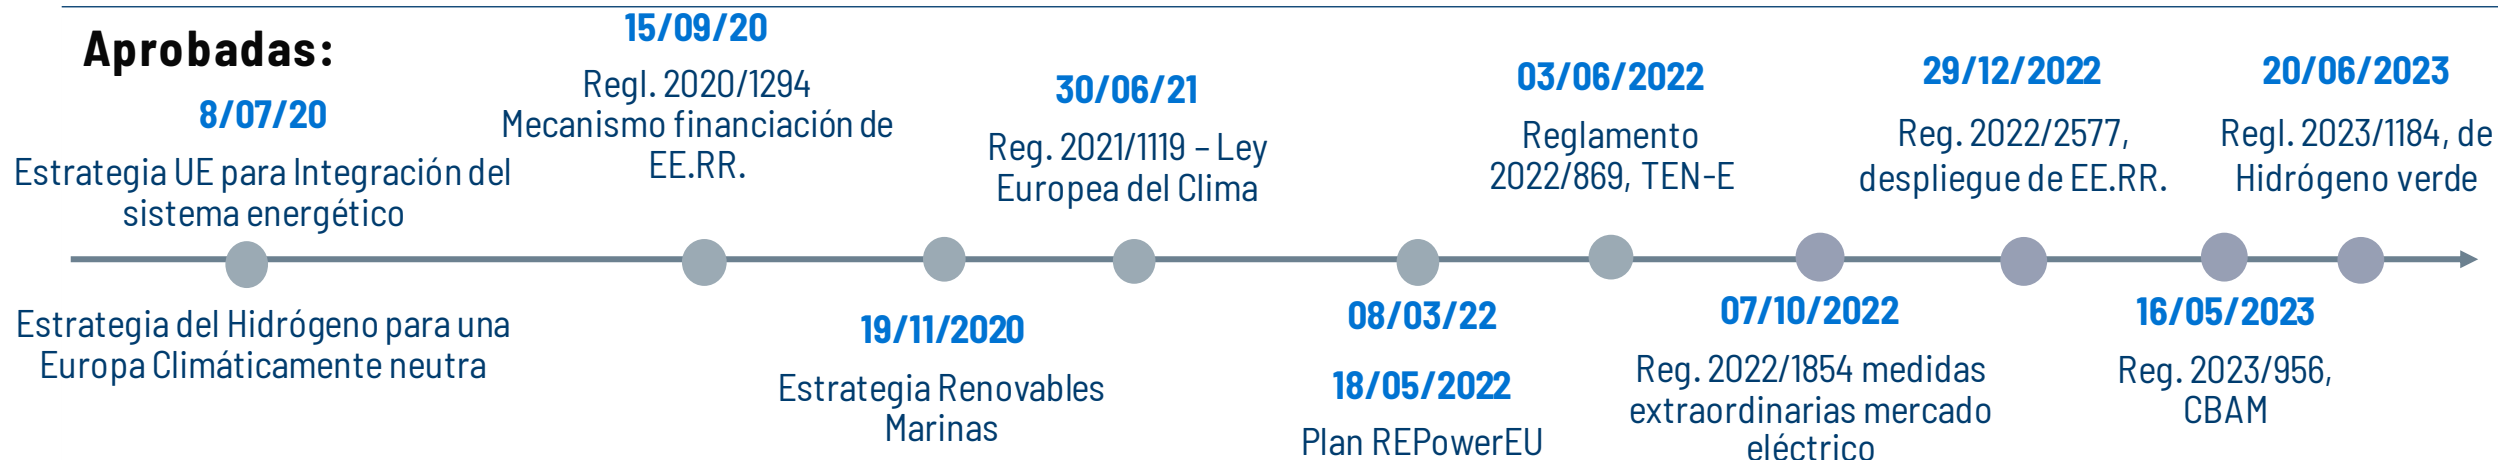 Aprobadas:
8/07/20
Estrategia UE para Integración del
sistema energético
Estrategia del Hidrógeno para una
Europa Climáticamente neutra
15/09/20
Regl. 2020/1294
Mecanismo financiación de
EE.RR.
19/11/2020
Estrategia Renovables
Marinas
30/06/21
Reg. 2021/1119 – Ley
Europea del Clima
08/03/22
18/05/2022
Plan REPowerEU
03/06/2022
Reglamento
2022/869, TEN-E
07/10/2022
Reg. 2022/1854 medidas
extraordinarias mercado
eléctrico
29/12/2022
Reg. 2022/2577,
despliegue de EE.RR.
16/05/2023
Reg. 2023/956,
CBAM
20/06/2023
Regl. 2023/1184, de
Hidrógeno verde